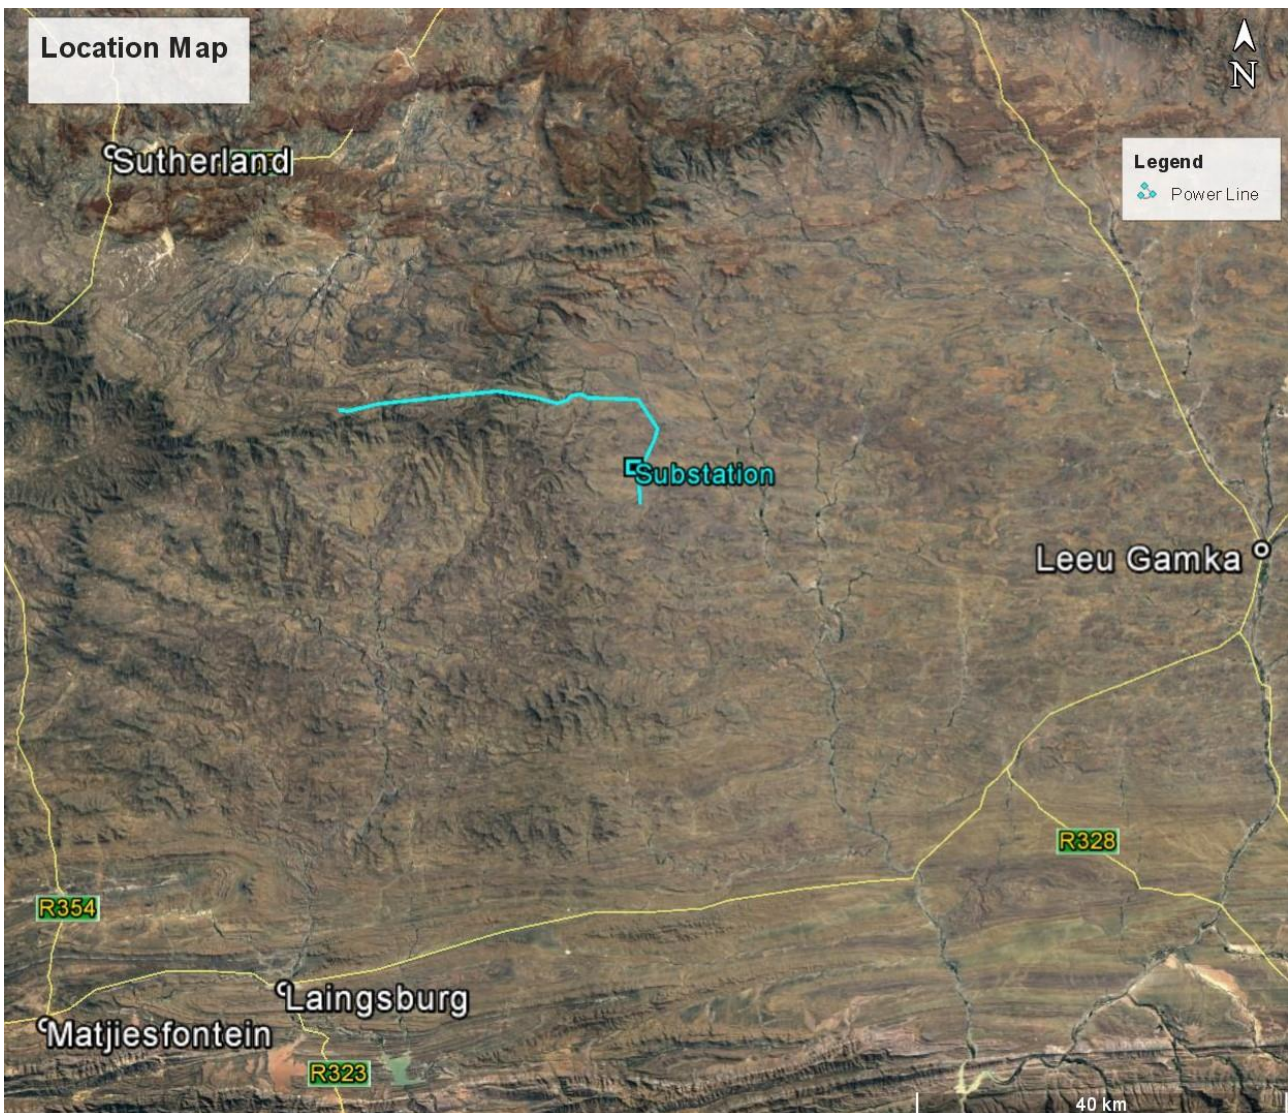 Location Map
N
Sutherland
Legend
Power Line
Substation
Leeu Gamka
R328
R354
Laingsburg
Matjiesfontein
R323
40 km